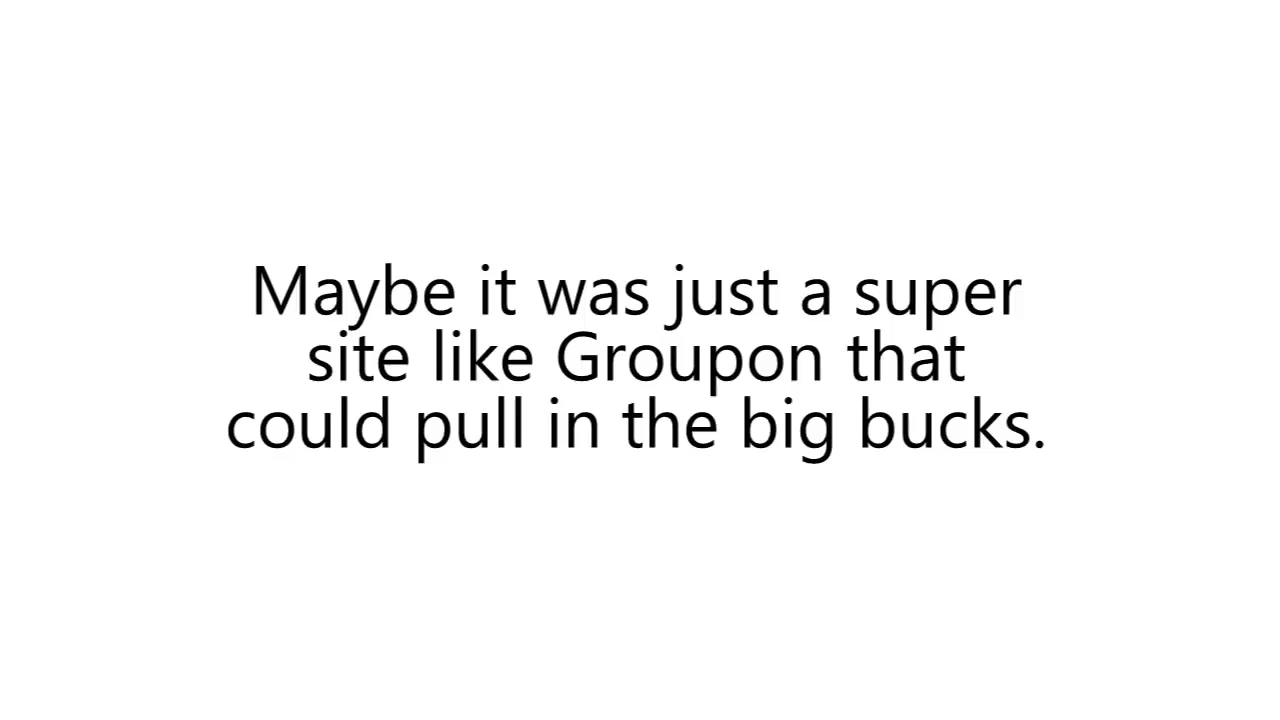 Maybe it was just a super
site like Groupon that
could pull in the big bucks.